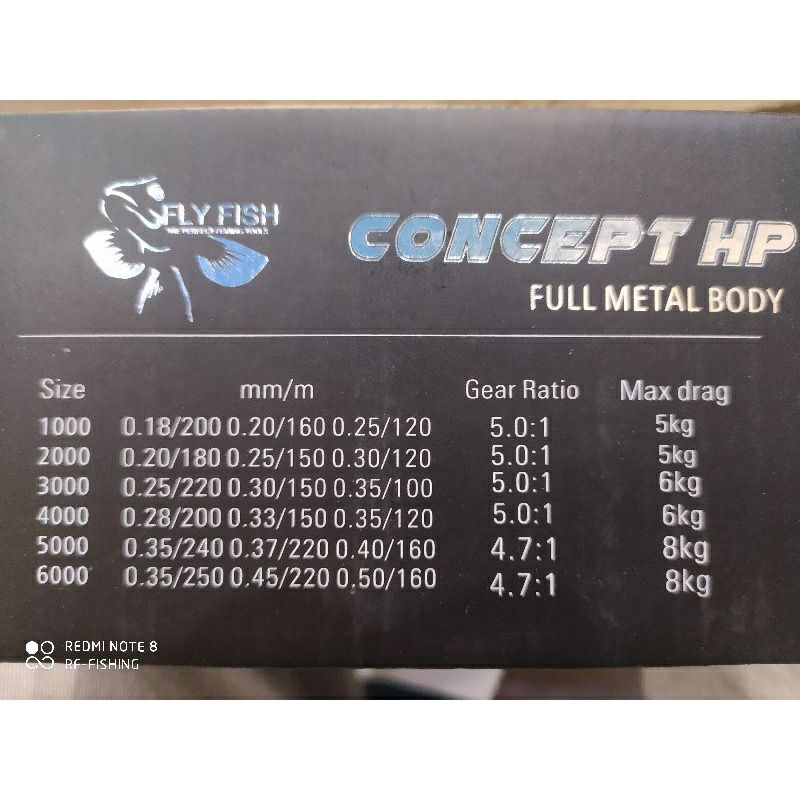 FLY FISH
THE PERFECT FISHING TOOLS
CONCEPT HP
FULL METAL BODY
Size mm/m Gear Ratio Max drag
1000 0.18/200 0.20/160 0.25/120 5.0:1 5kg
2000 0.20/180 0.25/150 0.30/120 5.0:1 5kg
3000 0.25/220 0.30/150 0.35/100 5.0:1 6kg
4000 0.28/200 0.33/150 0.35/120 5.0:1 6kg
5000 0.35/240 0.37/220 0.40/160 4.7:1 8kg
6000 0.35/250 0.45/220 0.50/160 4.7:1 8kg
REDMI NOTE 8
RF-FISHING